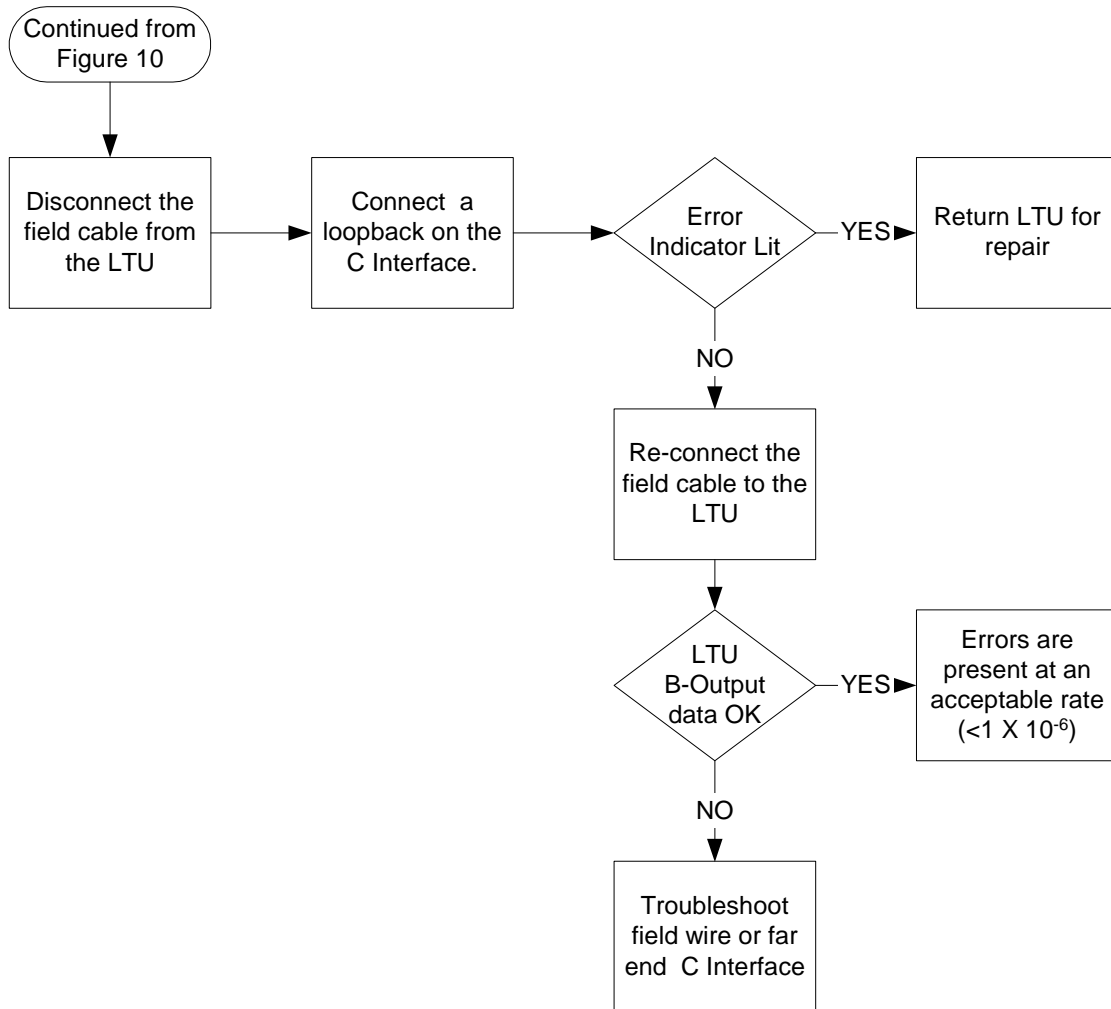 Continued from
Figure 10
Disconnect the
field cable from
the LTU
Connect a
loopback on the
C Interface.
Error
Indicator Lit
YES
Return LTU for
repair
NO
Re-connect the
field cable to the
LTU
LTU
B-Output
data OK
YES
Errors are
present at an
acceptable rate
(<1 X 10⁻⁶)
NO
Troubleshoot
field wire or far
end C Interface